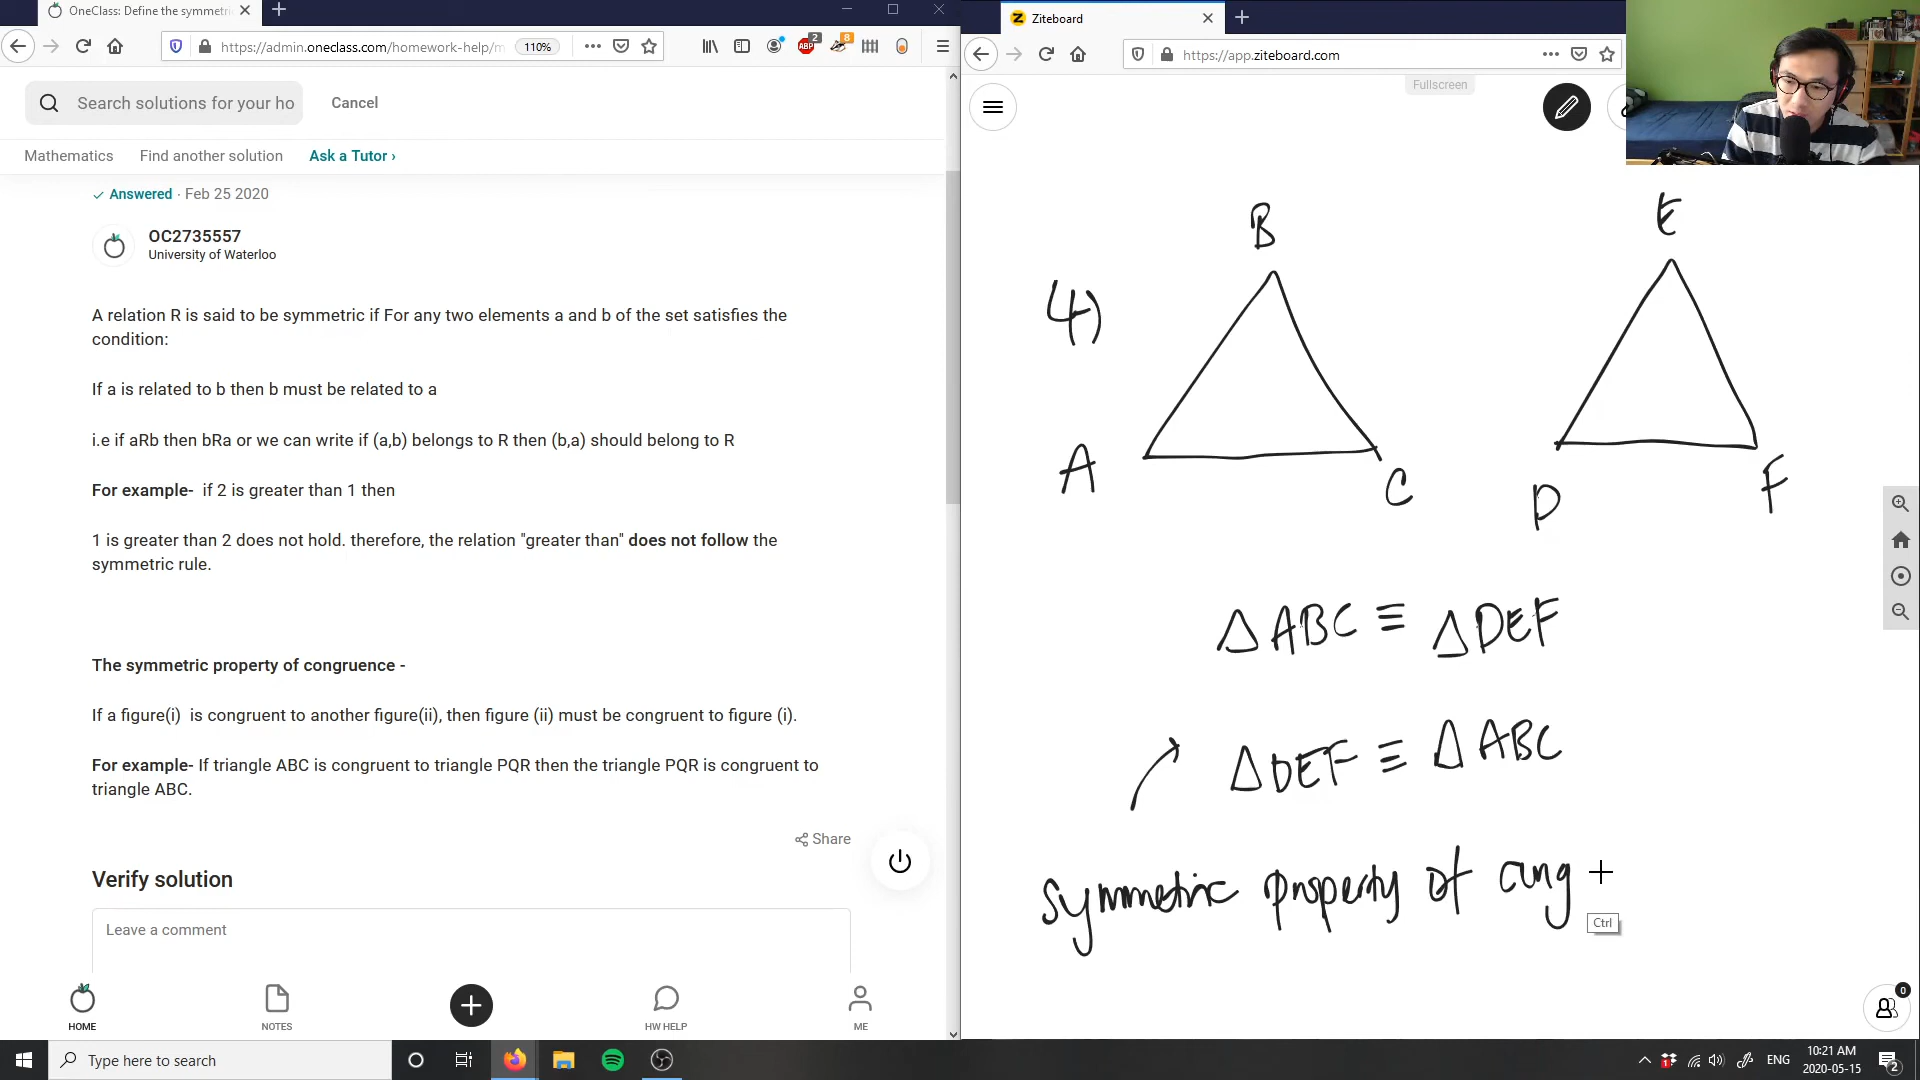 OneClass: Define the symmetri
https://admin.oneclass.com/homework-help/m
110%
2
8
Search solutions for your ho
Cancel
Mathematics
Find another solution
Ask a Tutor ›
Answered · Feb 25 2020
OC2735557
University of Waterloo
A relation R is said to be symmetric if For any two elements a and b of the set satisfies the
condition:
If a is related to b then b must be related to a
i.e if aRb then bRa or we can write if (a,b) belongs to R then (b,a) should belong to R
For example- if 2 is greater than 1 then
1 is greater than 2 does not hold. therefore, the relation "greater than" does not follow the
symmetric rule.
The symmetric property of congruence -
If a figure(i) is congruent to another figure(ii), then figure (ii) must be congruent to figure (i).
For example- If triangle ABC is congruent to triangle PQR then the triangle PQR is congruent to
triangle ABC.
Share
Verify solution
Leave a comment
HOME
NOTES
HW HELP
ME
Ziteboard
https://app.ziteboard.com
Fullscreen
4)
B
E
A
C
D
F
△ABC ≡ △DEF
△DEF ≡ △ABC
symmetric property of cong
Ctrl
0
Type here to search
ENG
10:21 AM
2020-05-15
2